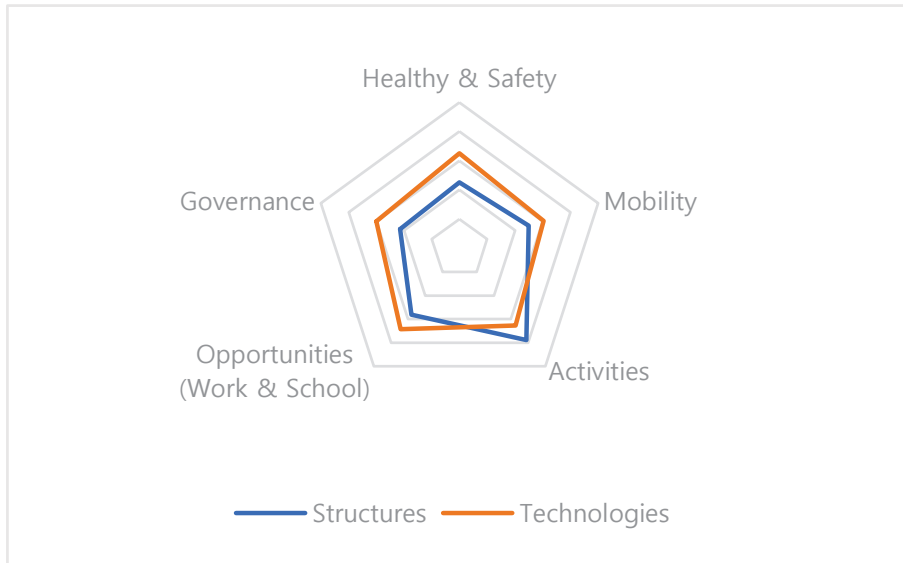 Healthy & Safety
Governance
Mobility
Opportunities
(Work & School)
Activities
Structures
Technologies